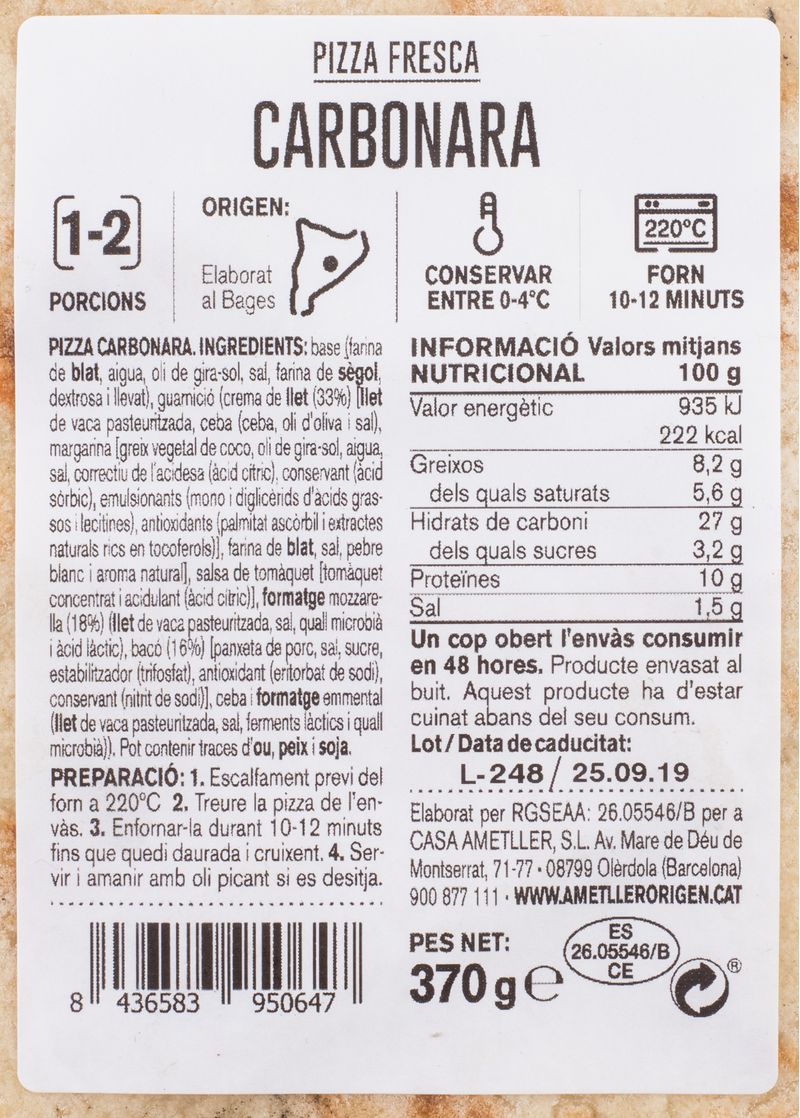 PIZZA FRESCA
CARBONARA
1-2
PORCIONS
ORIGEN:
Elaborat
al Bages
CONSERVAR
ENTRE 0-4ºC
220ºC
FORN
10-12 MINUTS
PIZZA CARBONARA. INGREDIENTS: base (farina
de blat, aigua, oli de gira-sol, sal, farina de sègol,
dextrosa i llevat), guarnició (crema de llet (33%) [llet
de vaca pasteuritzada, ceba (ceba, oli d'oliva i sal),
margarina [greix vegetal de coco, oli de gira-sol, aigua,
sal, correctiu de l'acidesa (àcid cítric), conservant (àcid
sòrbic), emulsionants (mono i diglicèrids d'àcids gras-
sos i lecitines), antioxidants (palmitat ascòrbil i extractes
naturals rics en tocoferols)], farina de blat, sal, pebre
blanc i aroma natural], salsa de tomàquet [tomàquet
concentrat i acidulant (àcid cítric)], formatge mozzare-
lla (18%) (llet de vaca pasteuritzada, sal, quall microbià
i àcid làctic), bacó (16%) [panxeta de porc, sal, sucre,
estabilitzador (trifosfat), antioxidant (eritorbat de sodi),
conservant (nitrit de sodi)], ceba i formatge emmental
(llet de vaca pasteuritzada, sal, ferments làctics i quall
microbià)). Pot contenir traces d'ou, peix i soja.
PREPARACIÓ: 1. Escalfament previ del
forn a 220ºC 2. Treure la pizza de l'en-
vàs. 3. Enfornar-la durant 10-12 minuts
fins que quedi daurada i cruixent. 4. Ser-
vir i amanir amb oli picant si es desitja.
8 436583 950647
INFORMACIÓ Valors mitjans
NUTRICIONAL 100 g
Valor energètic 935 kJ
222 kcal
Greixos 8,2 g
dels quals saturats 5,6 g
Hidrats de carboni 27 g
dels quals sucres 3,2 g
Proteïnes 10 g
Sal 1,5 g
Un cop obert l'envàs consumir
en 48 hores. Producte envasat al
buit. Aquest producte ha d'estar
cuinat abans del seu consum.
Lot / Data de caducitat:
L-248 / 25.09.19
Elaborat per RGSEAA: 26.05546/B per a
CASA AMETLLER, S.L. Av. Mare de Déu de
Montserrat, 71-77 • 08799 Olèrdola (Barcelona)
900 877 111 • WWW.AMETLLERORIGEN.CAT
PES NET:
370 g e
ES
26.05546/B
CE
®